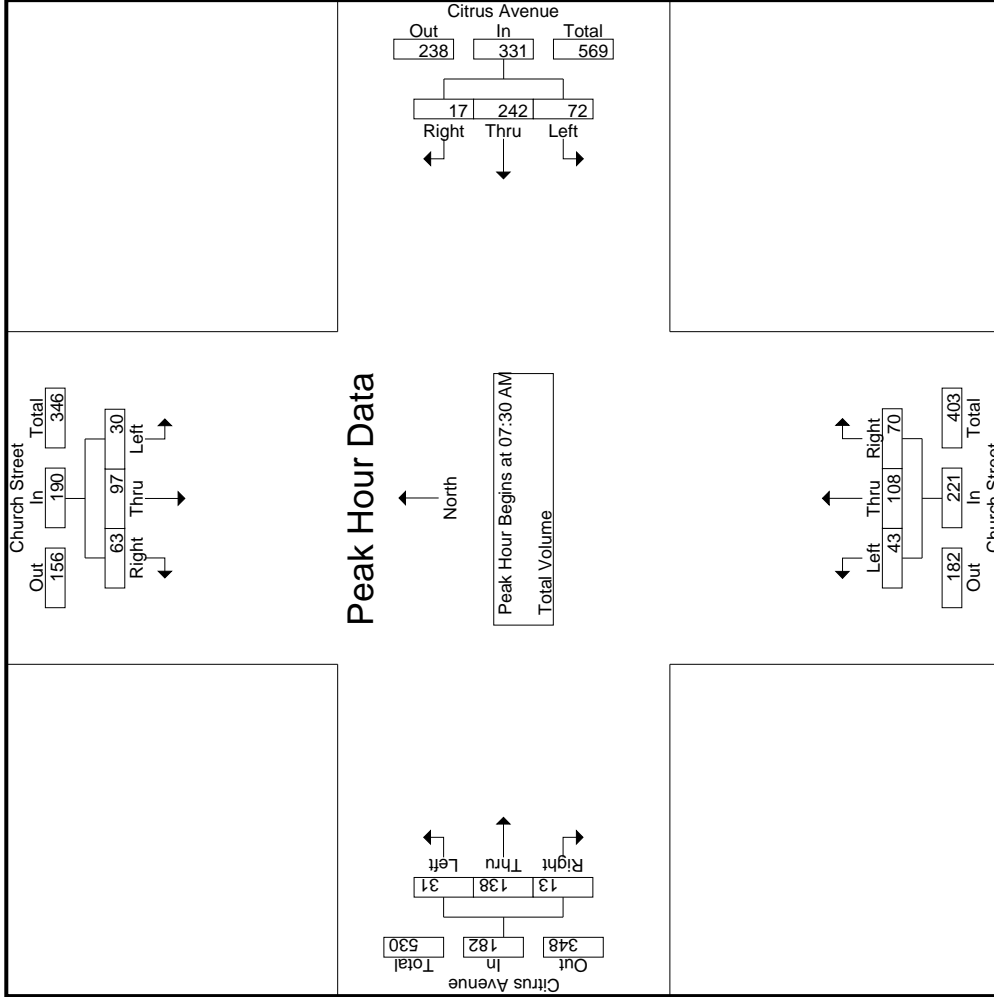 Citrus Avenue
Out In Total
238 331 569
17 242 72
Right Thru Left
Church Street
Out In Total
156 190 346
63 97 30
Right Thru Left
Peak Hour Data
North
Peak Hour Begins at 07:30 AM
Total Volume
Left Thru Right
43 108 70
182 221 403
Out In Total
Church Street
Left Thru Right
31 138 13
530 182 348
Total In Out
Citrus Avenue